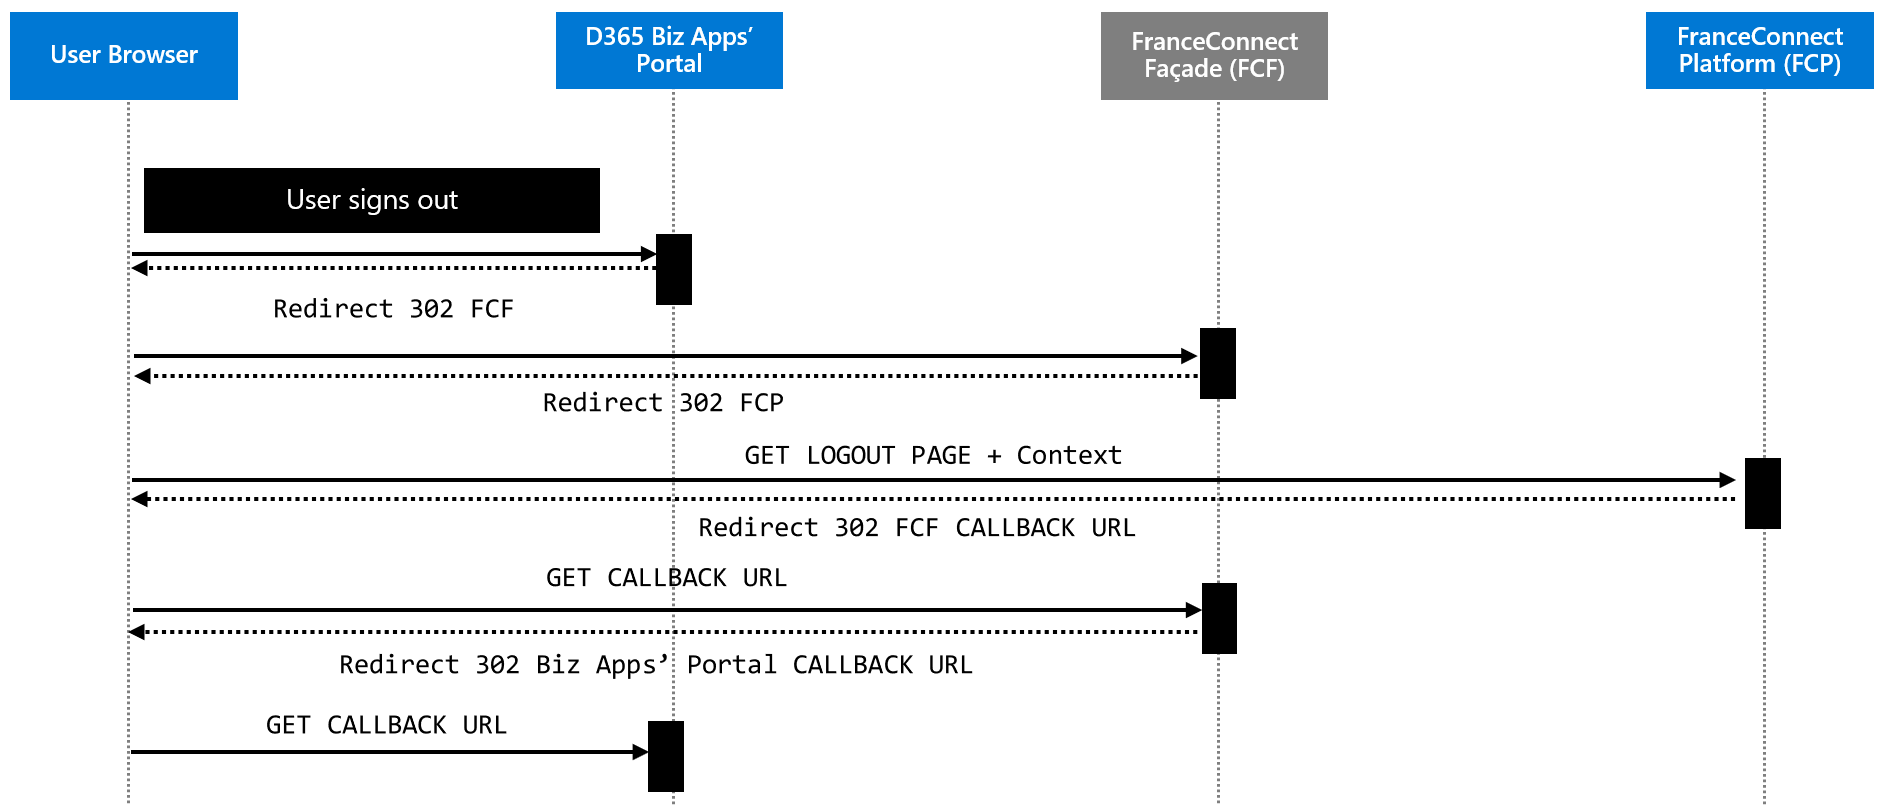 User Browser
D365 Biz Apps’
Portal
FranceConnect
Façade (FCF)
FranceConnect
Platform (FCP)
User signs out
Redirect 302 FCF
Redirect 302 FCP
GET LOGOUT PAGE + Context
Redirect 302 FCF CALLBACK URL
GET CALLBACK URL
Redirect 302 Biz Apps’ Portal CALLBACK URL
GET CALLBACK URL